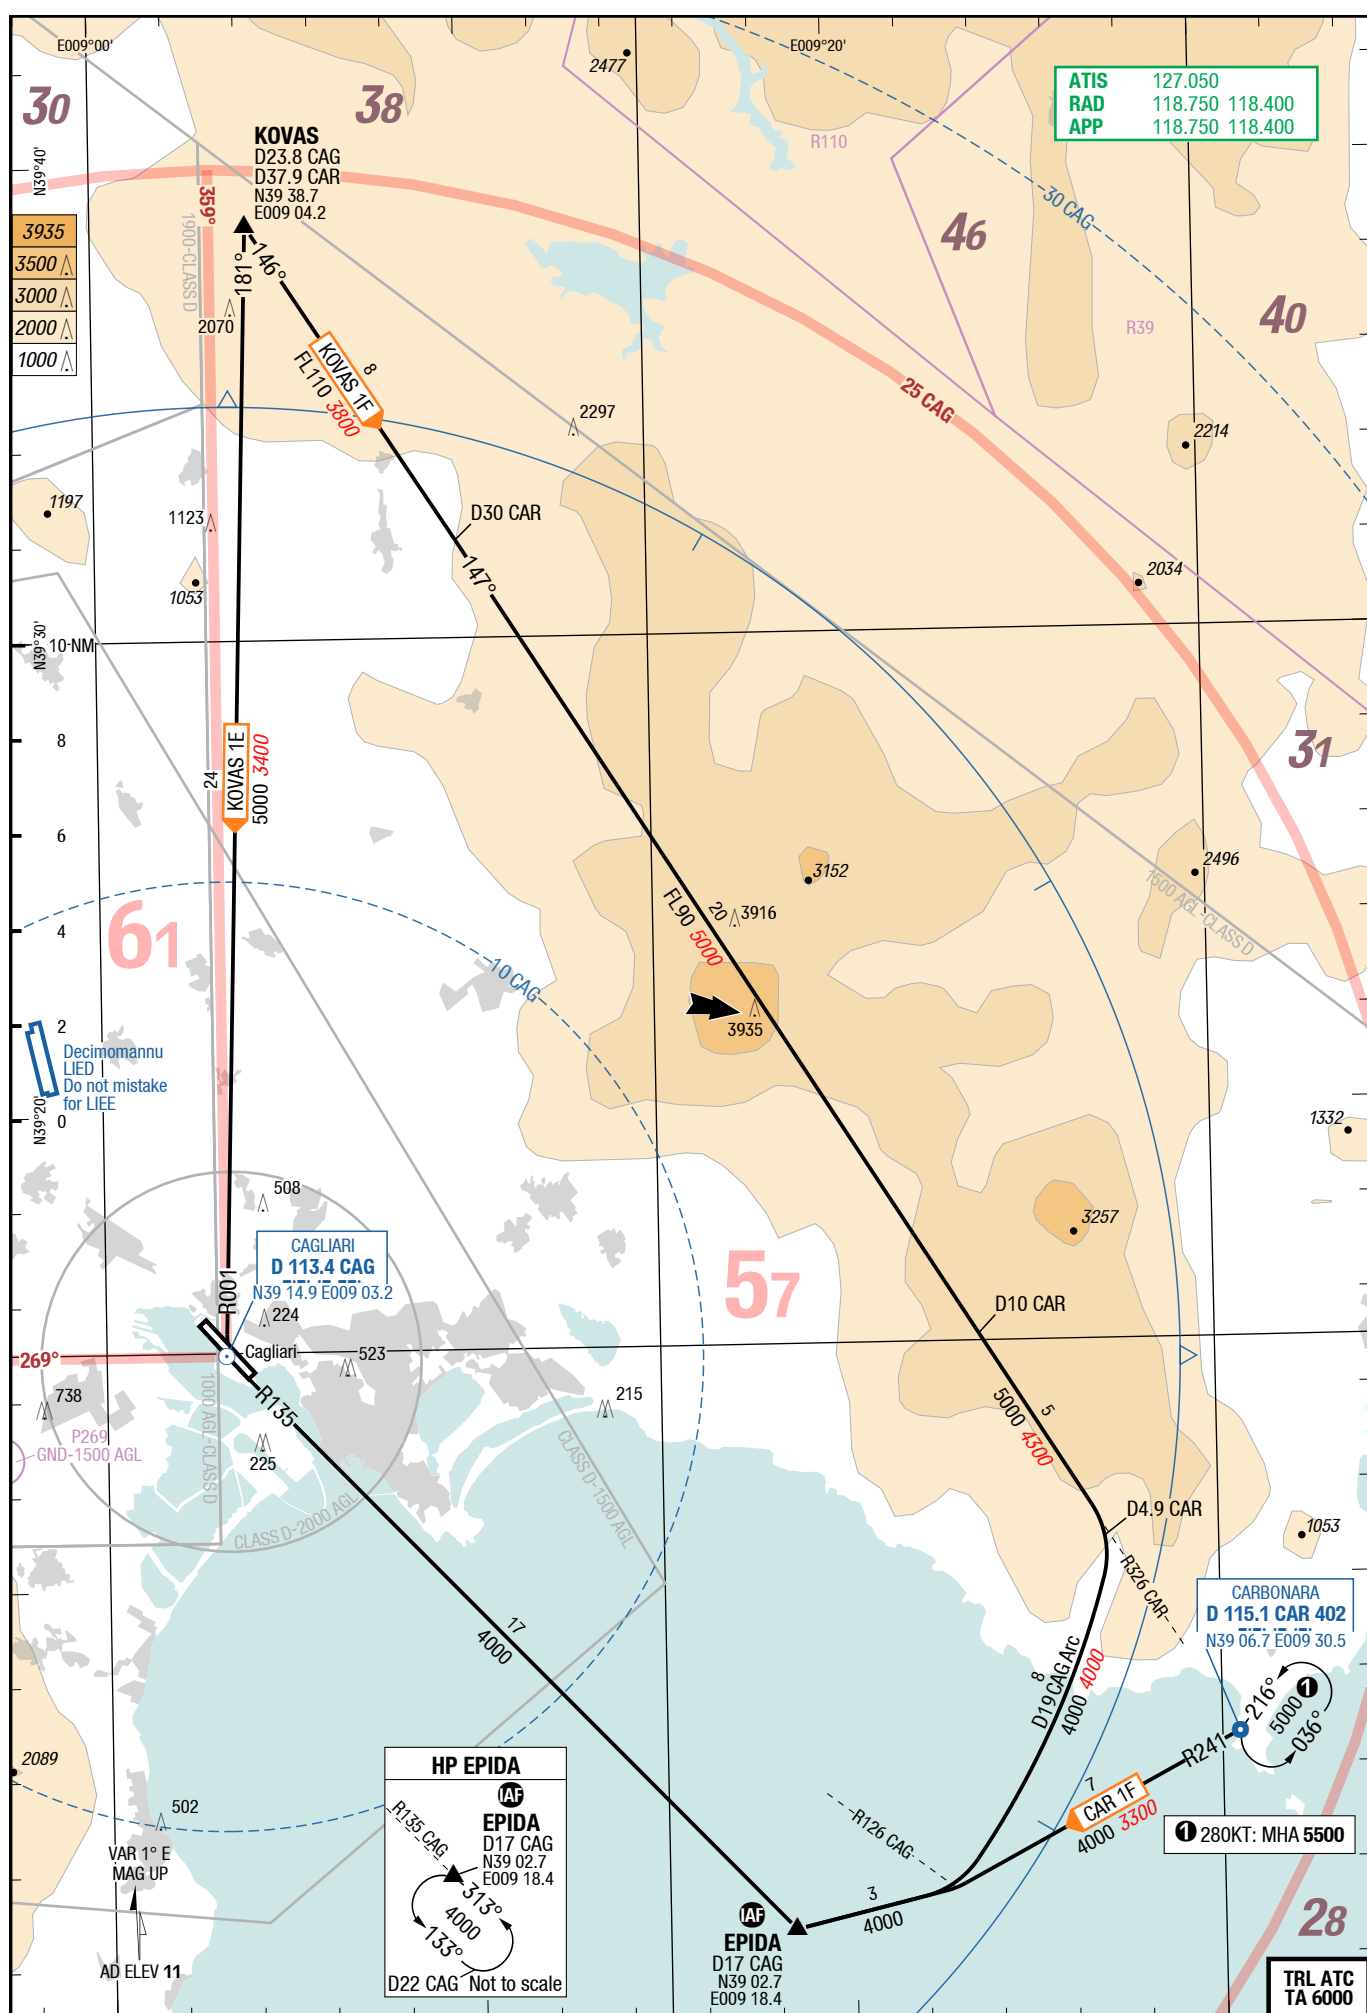 E009°00'
E009°20'
2477
ATIS 127.050
RAD 118.750 118.400
APP 118.750 118.400
30
38
KOVAS
D23.8 CAG
D37.9 CAR
N39 38.7
E009 04.2
R110
N39°40'
359°
30 CAG
46
3935
3500
3000
2000
1000
1900-CLASS D
181°
146°
2070
40
R39
KOVAS 1F
8
FL110 3800
25 CAG
2297
2214
1197
1123
D30 CAR
147°
1053
2034
N39°30'
10 NM
8
31
KOVAS 1E
5000 3400
24
6
2496
3152
1500 AGL-CLASS D
20
3916
FL90 5000
61
4
10 CAG
3935
2
Decimomannu
LIED
Do not mistake
for LIEE
N39°20'
0
1332
508
3257
CAGLIARI
D 113.4 CAG
N39 14.9 E009 03.2
57
R001
224
D10 CAR
Cagliari
523
269°
738
R135
215
5
5000 4300
P269
GND-1500 AGL
225
1000 AGL-CLASS D
CLASS D-1500 AGL
CLASS D-2000 AGL
D4.9 CAR
1053
R326 CAR
CARBONARA
D 115.1 CAR 402
N39 06.7 E009 30.5
17
4000
8
D19 CAG Arc
4000 4000
216°
5000 1
036°
R241
2089
HP EPIDA
IAF
EPIDA
D17 CAG
N39 02.7
E009 18.4
R135 CAG
313°
4000
133°
D22 CAG Not to scale
7
CAR 1F
4000 3300
R126 CAG
502
1 280KT: MHA 5500
VAR 1° E
MAG UP
3
4000
IAF
EPIDA
D17 CAG
N39 02.7
E009 18.4
28
AD ELEV 11
TRL ATC
TA 6000